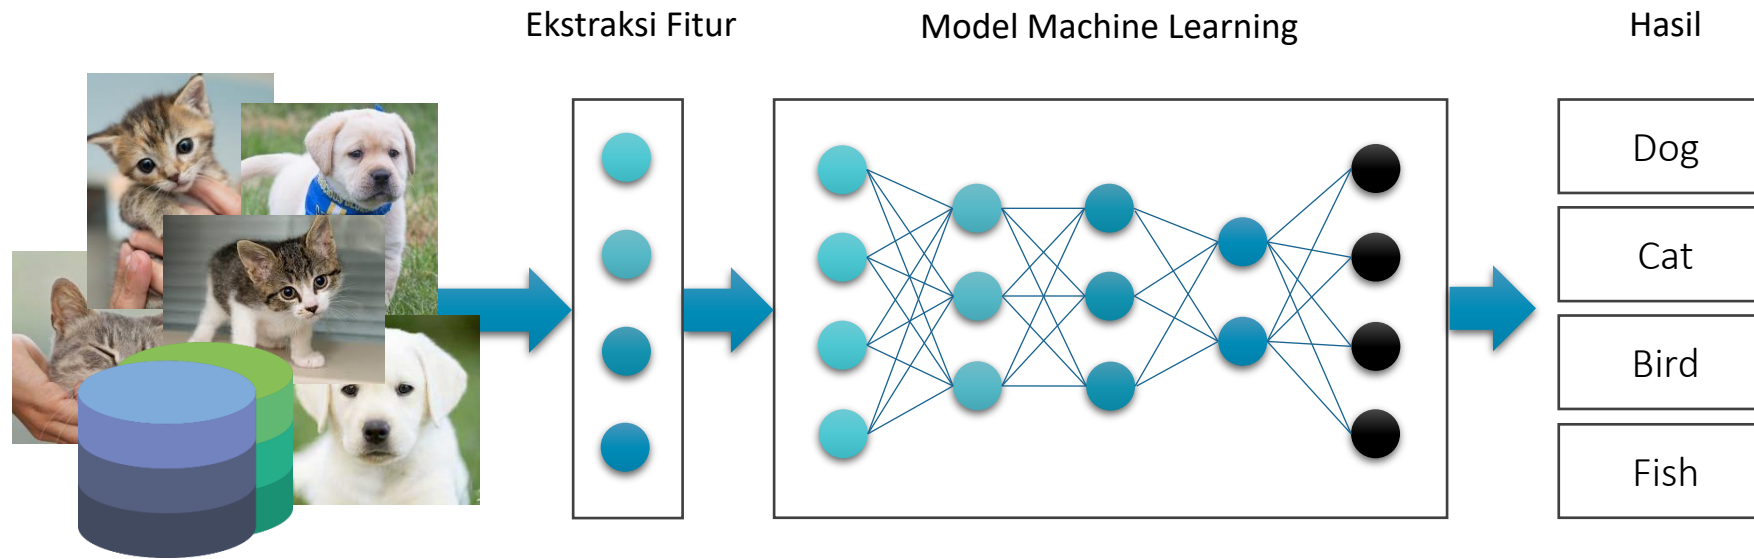 Ekstraksi Fitur
Model Machine Learning
Hasil
Dog
Cat
Bird
Fish